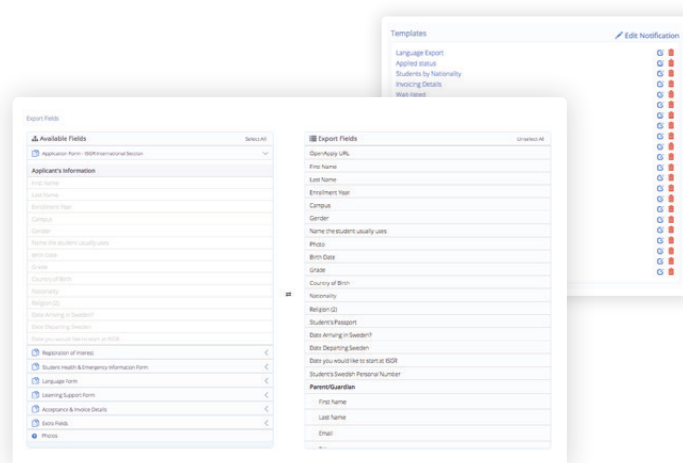 Templates
Edit Notification
Language Export
Applied status
Students by Nationality
Invoicing Details
Wait-listed
Export Fields
Available Fields
Select All
Application Form - ISGR International Section
Applicant's Information
First Name
Last Name
Enrollment Year
Campus
Gender
Name the student usually uses
Birth Date
Grade
Country of Birth
Nationality
Religion (2)
Date Arriving in Sweden?
Date Departing Sweden
Date you would like to start at ISGR
Registration of Interest
Student Health & Emergency Information Form
Language Form
Learning Support Form
Acceptance & Invoice Details
Extra Fields
Photos
Export Fields
Unselect All
OpenApply URL
First Name
Last Name
Enrollment Year
Campus
Gender
Name the student usually uses
Photo
Birth Date
Grade
Country of Birth
Nationality
Religion (2)
Student's Passport
Date Arriving in Sweden?
Date Departing Sweden
Date you would like to start at ISGR
Student's Swedish Personal Number
Parent/Guardian
First Name
Last Name
Email